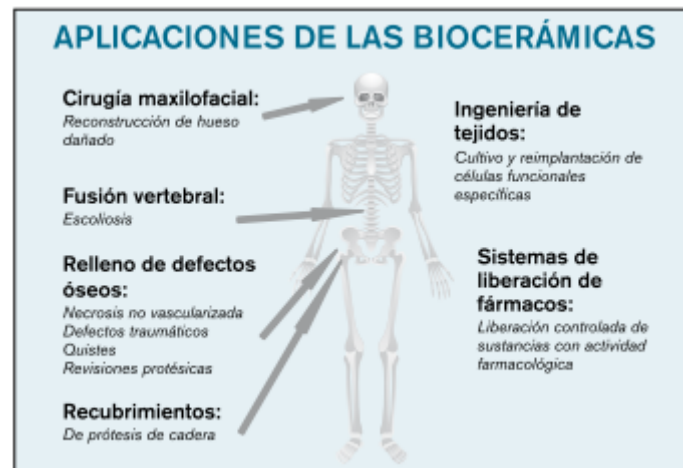 APLICACIONES DE LAS BIOCERÁMICAS
Cirugía maxilofacial:
Reconstrucción de hueso
dañado
Fusión vertebral:
Escoliosis
Relleno de defectos
óseos:
Necrosis no vascularizada
Defectos traumáticos
Quistes
Revisiones protésicas
Recubrimientos:
De prótesis de cadera
Ingeniería de
tejidos:
Cultivo y reimplantación de
células funcionales
específicas
Sistemas de
liberación de
fármacos:
Liberación controlada de
sustancias con actividad
farmacológica